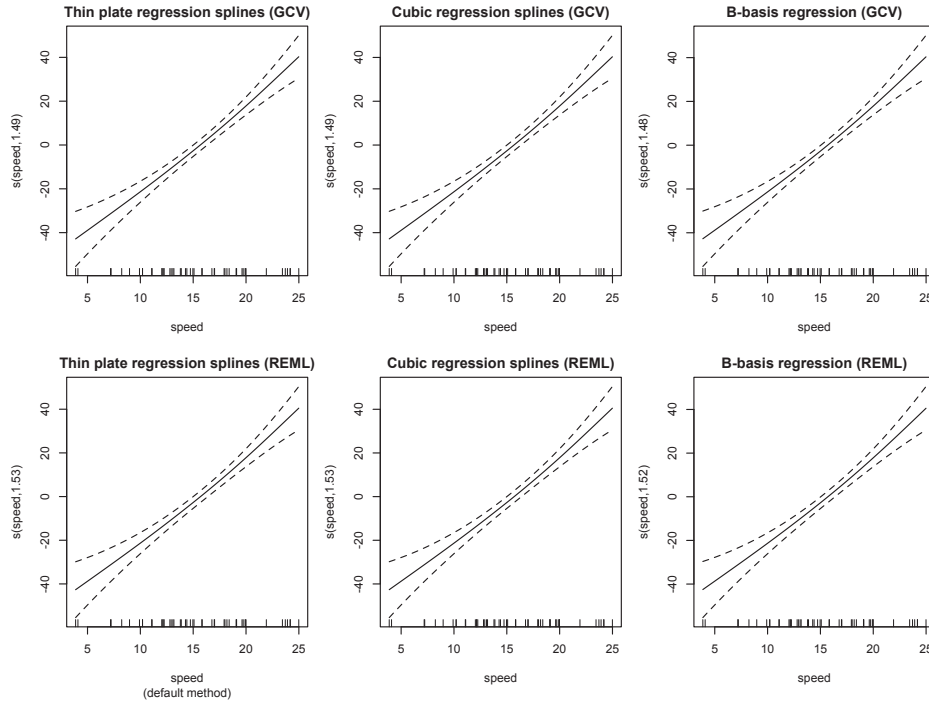 Thin plate regression splines (GCV)
s(speed,1.49)
40
20
0
-20
-40
5 10 15 20 25
speed
Cubic regression splines (GCV)
s(speed,1.49)
40
20
0
-20
-40
5 10 15 20 25
speed
B-basis regression (GCV)
s(speed,1.48)
40
20
0
-20
-40
5 10 15 20 25
speed
Thin plate regression splines (REML)
s(speed,1.53)
40
20
0
-20
-40
5 10 15 20 25
speed
(default method)
Cubic regression splines (REML)
s(speed,1.53)
40
20
0
-20
-40
5 10 15 20 25
speed
B-basis regression (REML)
s(speed,1.52)
40
20
0
-20
-40
5 10 15 20 25
speed